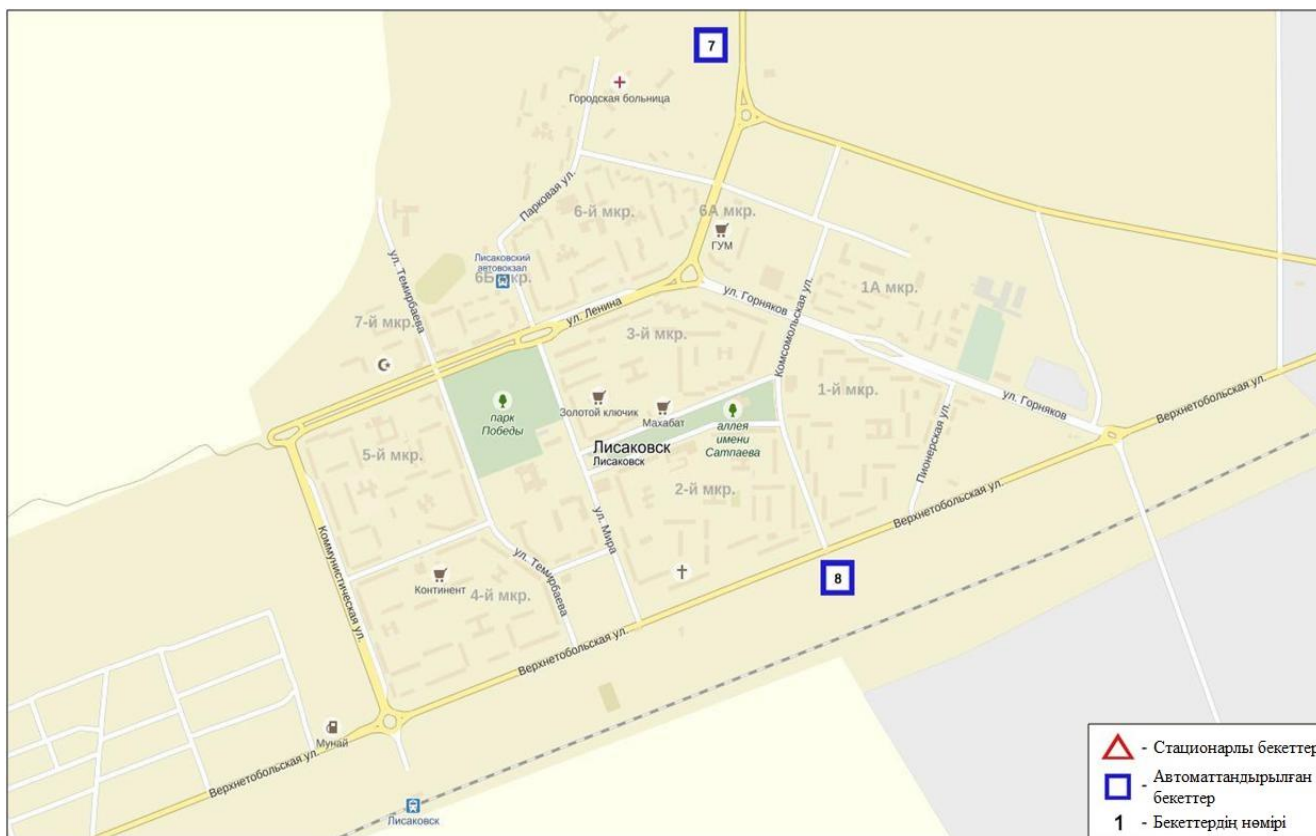 7
Городская больница
Парковая ул.
6-й мкр.
6А мкр.
ГУМ
ул. Темирбаева
Лисаковский
автовокзал
6Б мкр.
ул. Горняков
Комсомольская ул.
1А мкр.
7-й мкр.
ул. Ленина
3-й мкр.
1-й мкр.
ул. Горняков
Верхнетобольская ул.
парк
Победы
Золотой ключик
Махабат
аллея
имени
Сатпаева
Пионерская ул.
5-й мкр.
Лисаковск
Лисаковск
2-й мкр.
Верхнетобольская ул.
Коммунистическая ул.
ул. Мира
ул. Темирбаева
Континент
4-й мкр.
8
Верхнетобольская ул.
Мунай
Верхнетобольская ул.
Лисаковск
- Стационарлы бекеттер
- Автоматтандырылған
бекеттер
1 - Бекеттердің нөмірі